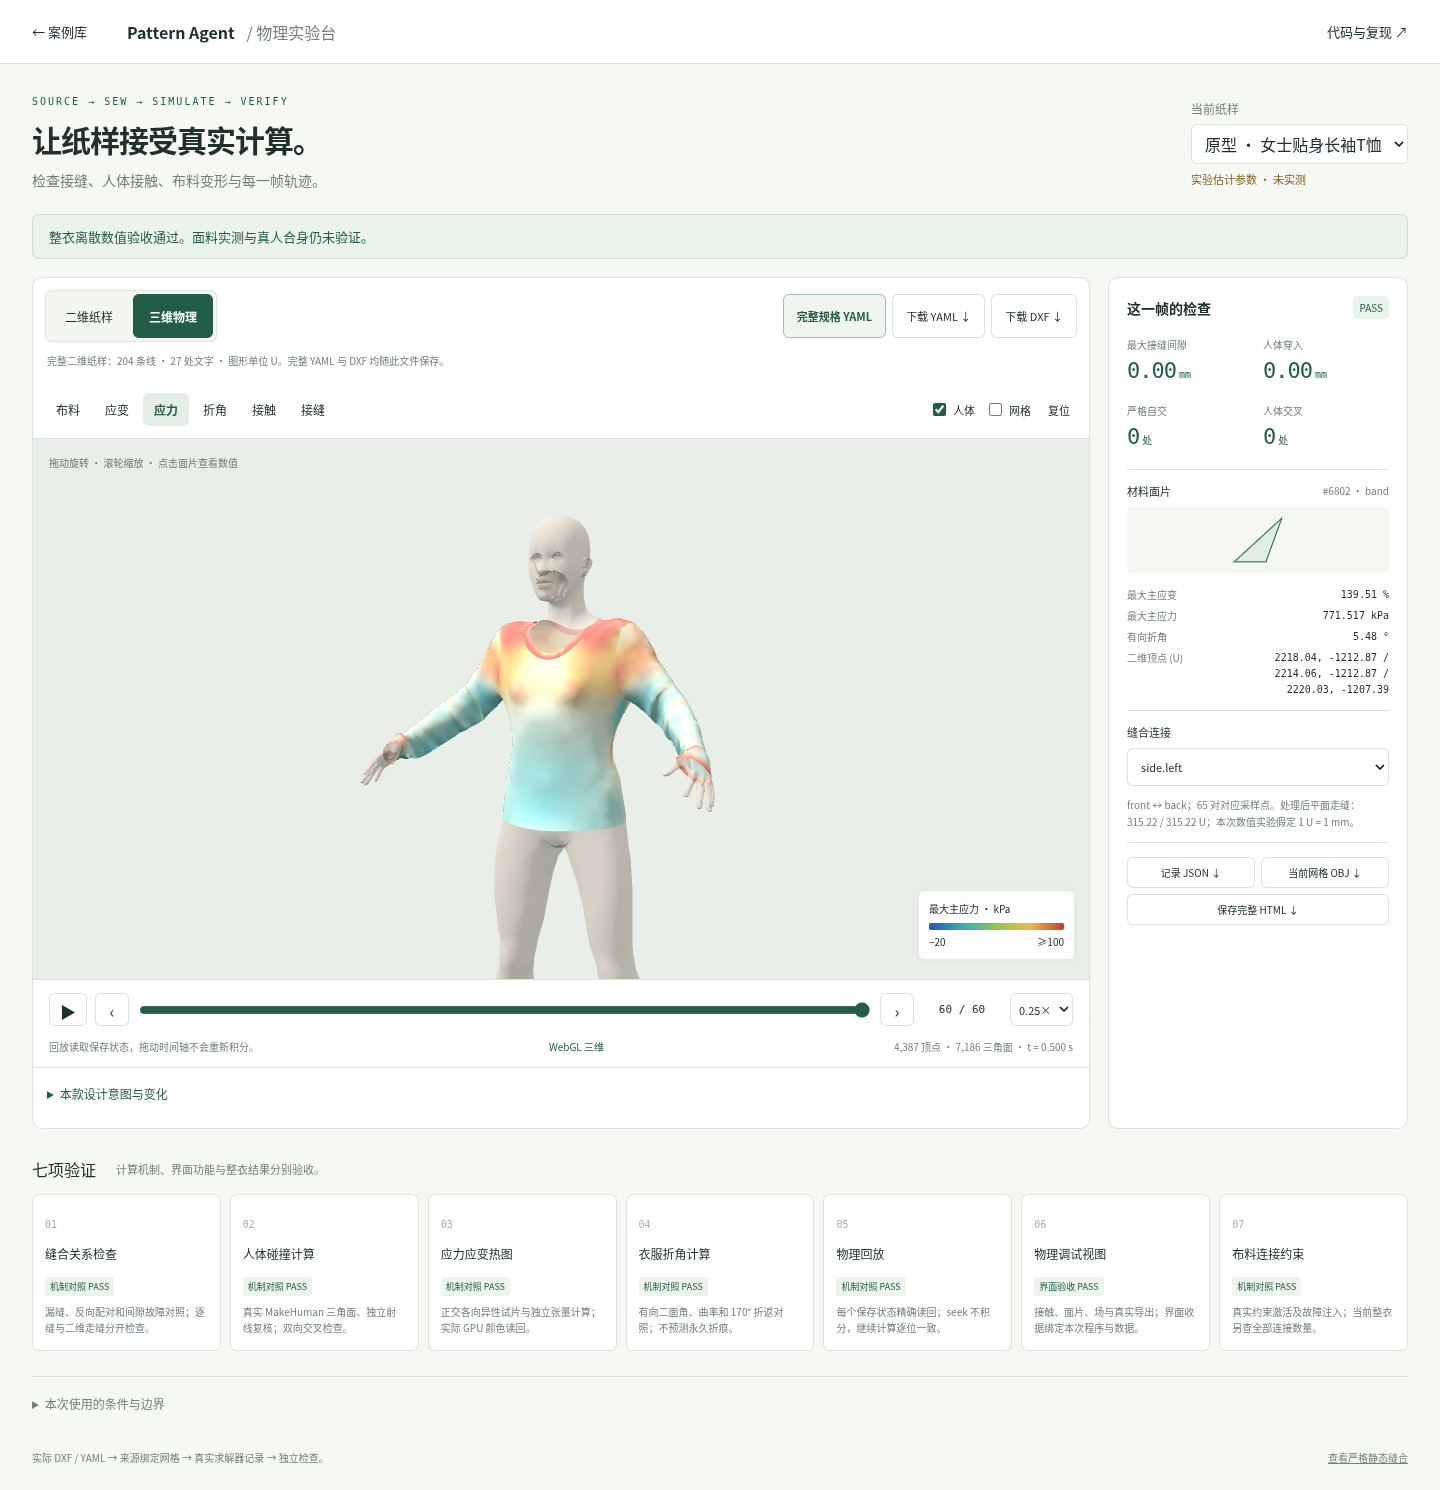 ← 案例库
Pattern Agent / 物理实验台
代码与复现 ↗
SOURCE → SEW → SIMULATE → VERIFY
让纸样接受真实计算。
检查接缝、人体接触、布料变形与每一帧轨迹。
当前纸样
原型 · 女士贴身长袖T恤
实验估计参数 · 未实测
整衣离散数值验收通过。面料实测与真人合身仍未验证。
二维纸样
三维物理
完整规格 YAML
下载 YAML ↓
下载 DXF ↓
完整二维纸样：204 条线 · 27 处文字 · 图形单位 U。完整 YAML 与 DXF 均随此文件保存。
布料
应变
应力
折角
接触
接缝
人体
网格
复位
拖动旋转 · 滚轮缩放 · 点击面片查看数值
最大主应力 · kPa
−20
≥100
▶
‹
›
60 / 60
0.25×
回放读取保存状态，拖动时间轴不会重新积分。
WebGL 三维
4,387 顶点 · 7,186 三角面 · t = 0.500 s
▶ 本款设计意图与变化
这一帧的检查
PASS
最大接缝间隙
人体穿入
0.00 mm
0.00 mm
严格自交
人体交叉
0 处
0 处
材料面片
#6802 · band
最大主应变
139.51 %
最大主应力
771.517 kPa
有向折角
5.48 °
二维顶点 (U)
2218.04, -1212.87 /
2214.06, -1212.87 /
2220.03, -1207.39
缝合连接
side.left
front ↔ back；65 对对应采样点。处理后平面走缝：
315.22 / 315.22 U；本次数值实验假定 1 U = 1 mm。
记录 JSON ↓
当前网格 OBJ ↓
保存完整 HTML ↓
七项验证
计算机制、界面功能与整衣结果分别验收。
01
缝合关系检查
机制对照 PASS
漏缝、反向配对和间隙故障对照；逐
缝与二维走缝分开检查。
02
人体碰撞计算
机制对照 PASS
真实 MakeHuman 三角面、独立射
线复核；双向交叉检查。
03
应力应变热图
机制对照 PASS
正交各向异性试片与独立张量计算；
实际 GPU 颜色读回。
04
衣服折角计算
机制对照 PASS
有向二面角、曲率和 170° 折返对
照；不预测永久折痕。
05
物理回放
机制对照 PASS
每个保存状态精确读回；seek 不积
分，继续计算逐位一致。
06
物理调试视图
界面验收 PASS
接触、面片、场与真实导出；界面收
据绑定本次程序与数据。
07
布料连接约束
机制对照 PASS
真实约束激活及故障注入；当前整衣
另查全部连接数量。
▶ 本次使用的条件与边界
实际 DXF / YAML → 来源绑定网格 → 真实求解器记录 → 独立检查。
查看严格静态缝合